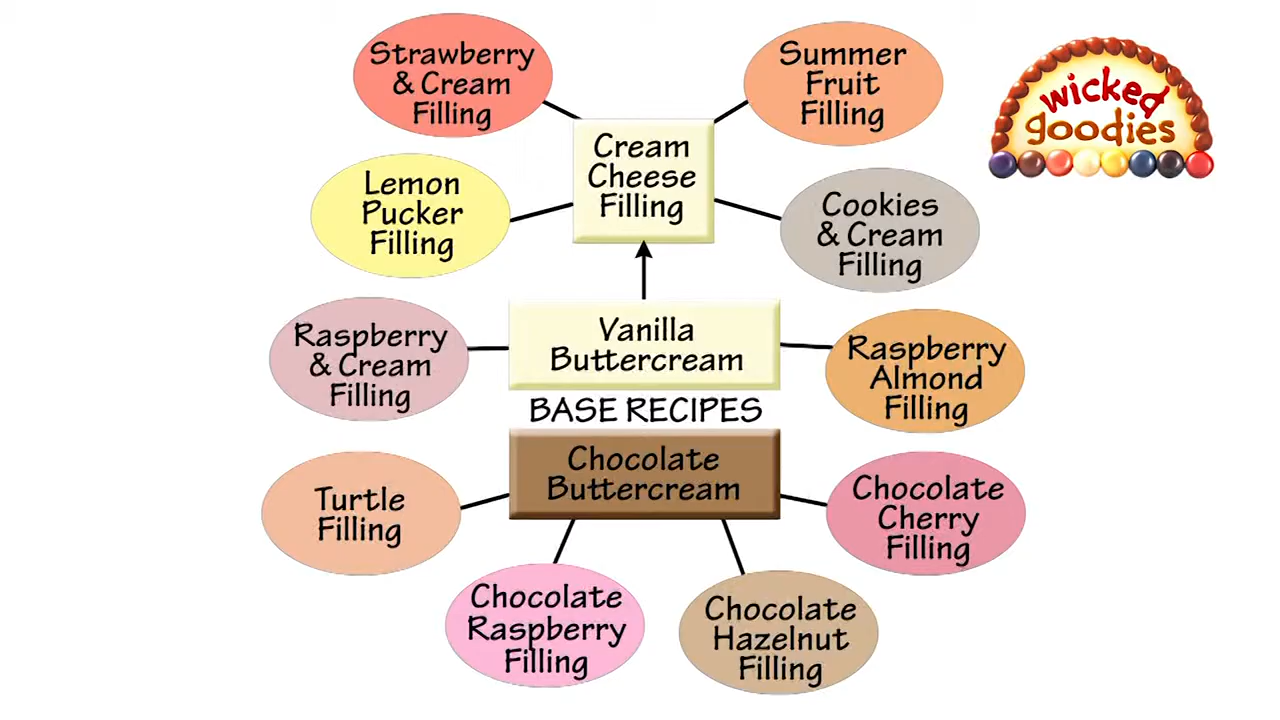 Strawberry
& Cream
Filling
Summer
Fruit
Filling
wicked
goodies
Cream
Cheese
Filling
Lemon
Pucker
Filling
Cookies
& Cream
Filling
Raspberry
& Cream
Filling
Vanilla
Buttercream
Raspberry
Almond
Filling
BASE RECIPES
Chocolate
Buttercream
Turtle
Filling
Chocolate
Cherry
Filling
Chocolate
Raspberry
Filling
Chocolate
Hazelnut
Filling